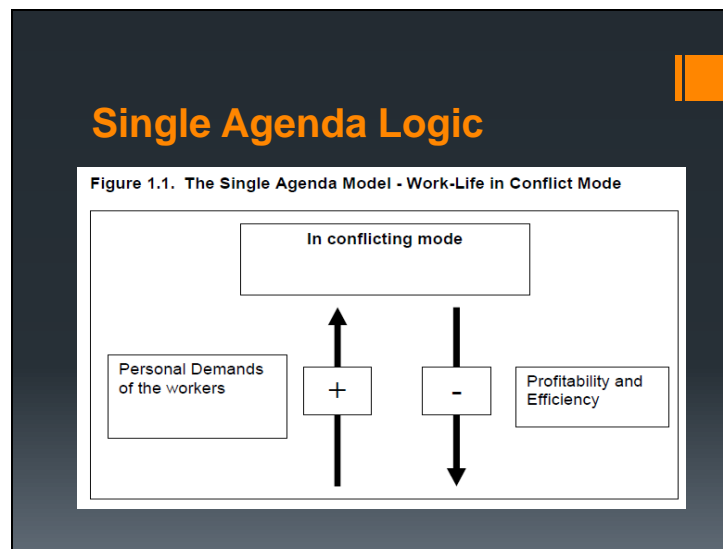 Single Agenda Logic
Figure 1.1. The Single Agenda Model - Work-Life in Conflict Mode
In conflicting mode
Personal Demands
of the workers
+
-
Profitability and
Efficiency